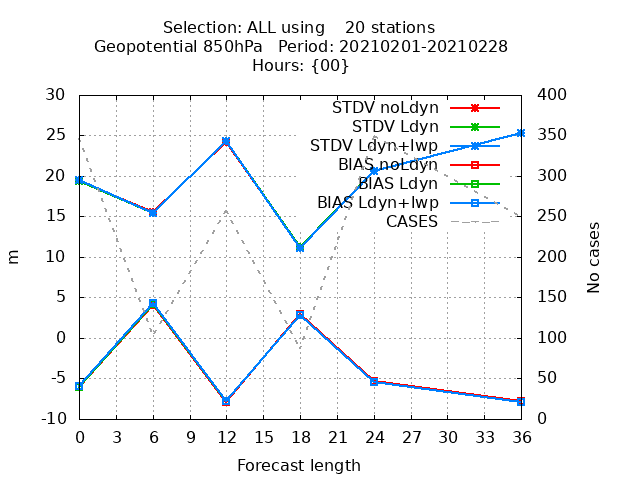 Selection: ALL using    20 stations
Geopotential 850hPa   Period: 20210201-20210228
Hours: {00}
30
25
20
15
10
5
0
-5
-10
m
400
350
300
250
200
150
100
50
0
No cases
STDV noLdyn
STDV Ldyn
STDV Ldyn+lwp
BIAS noLdyn
BIAS Ldyn
BIAS Ldyn+lwp
CASES
0 3 6 9 12 15 18 21 24 27 30 33 36
Forecast length